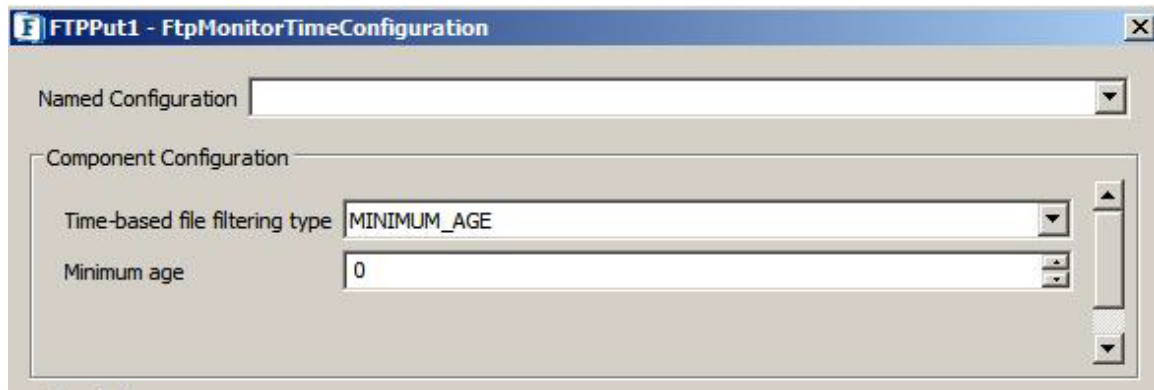 FTPPut1 - FtpMonitorTimeConfiguration
Named Configuration
Component Configuration
Time-based file filtering type MINIMUM_AGE
Minimum age 0